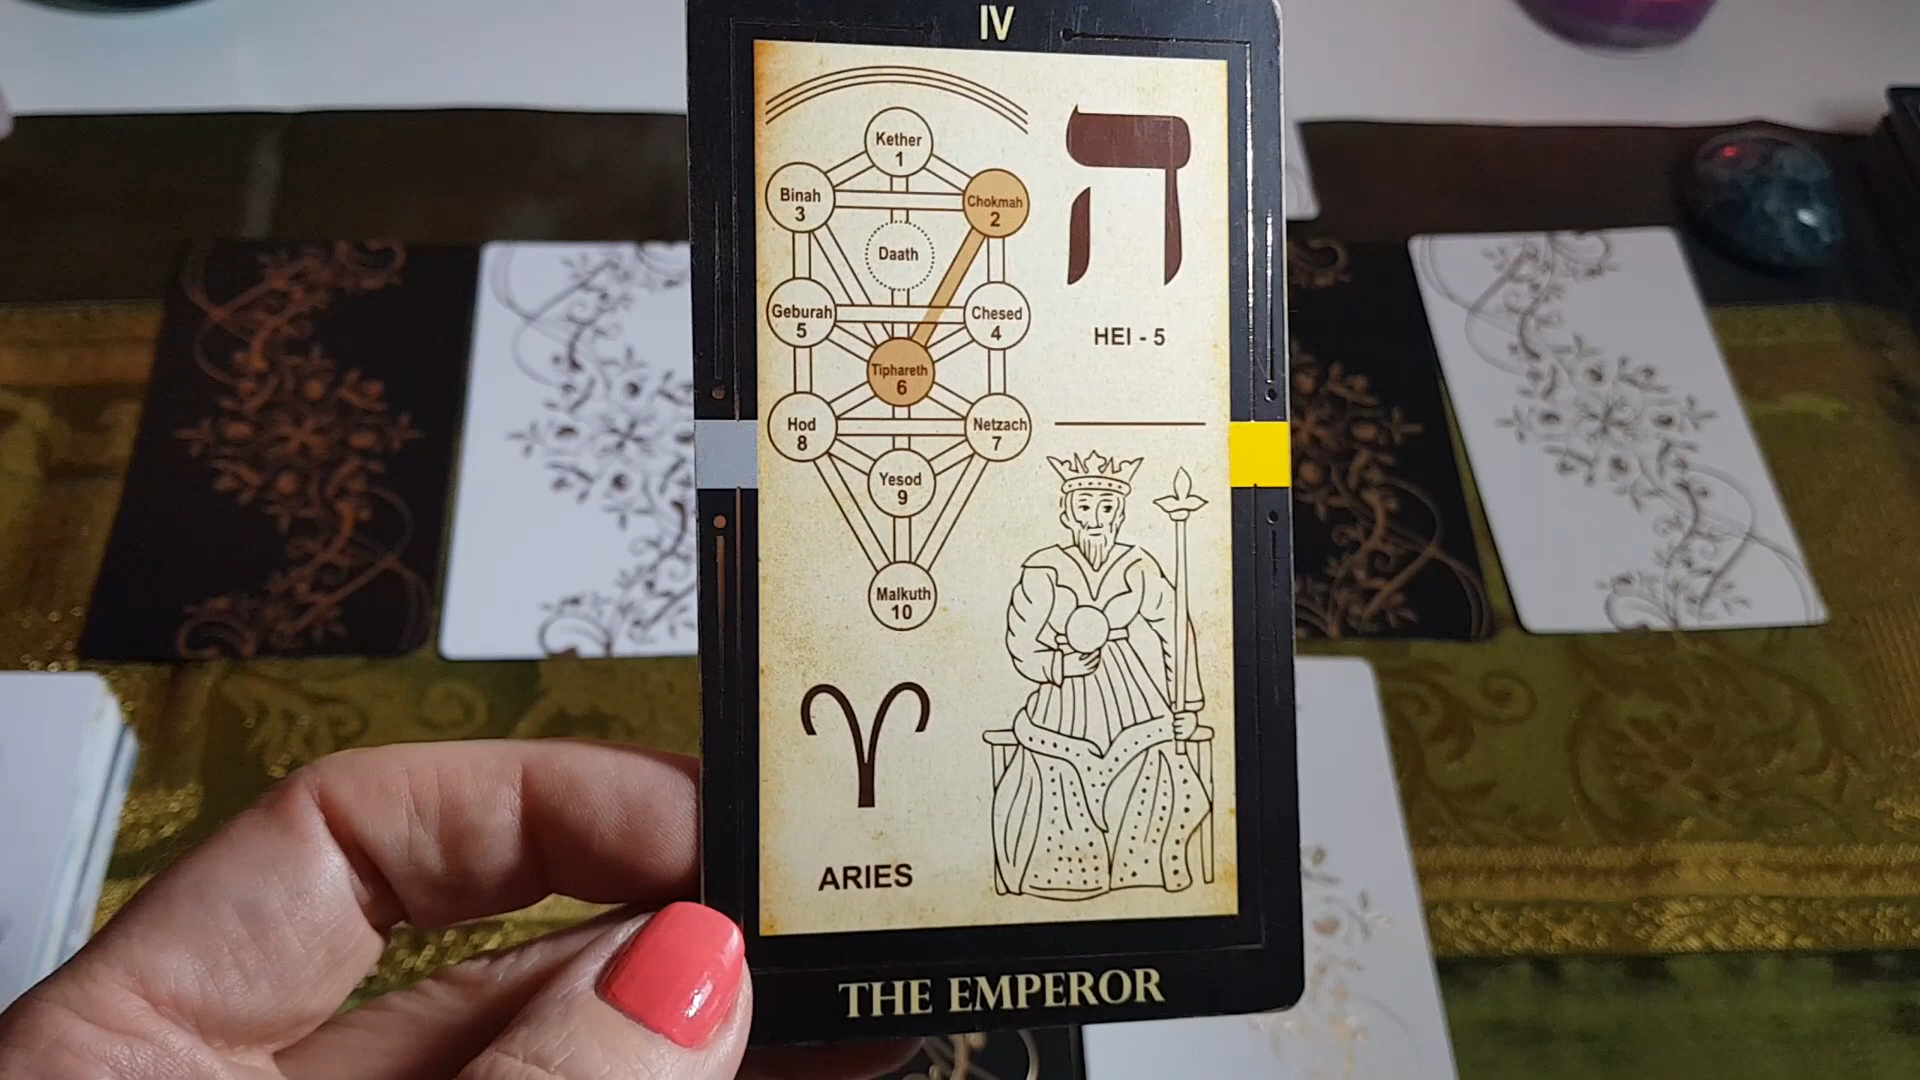 IV
Kether
1
Binah
3
Chokmah
2
Daath
Geburah
5
Chesed
4
Tiphareth
6
Hod
8
Netzach
7
Yesod
9
Malkuth
10
ה
HEI - 5
ARIES
THE EMPEROR